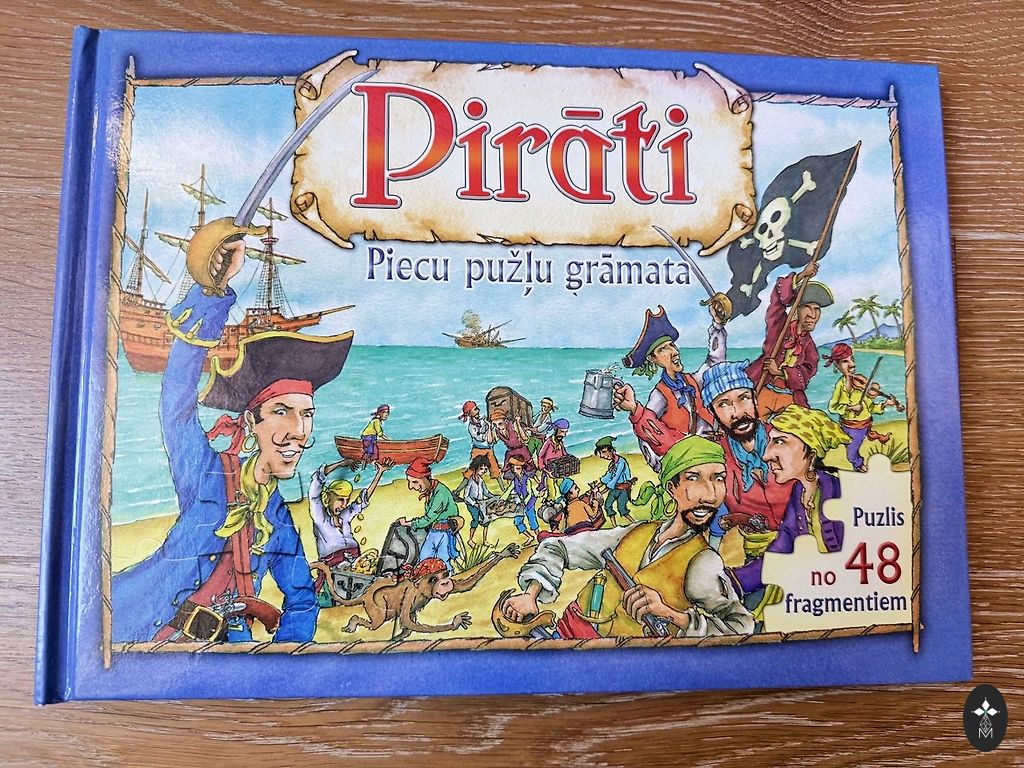 Pirāti
Piecu pužļu grāmata
Puzlis
no 48
fragmentiem
M